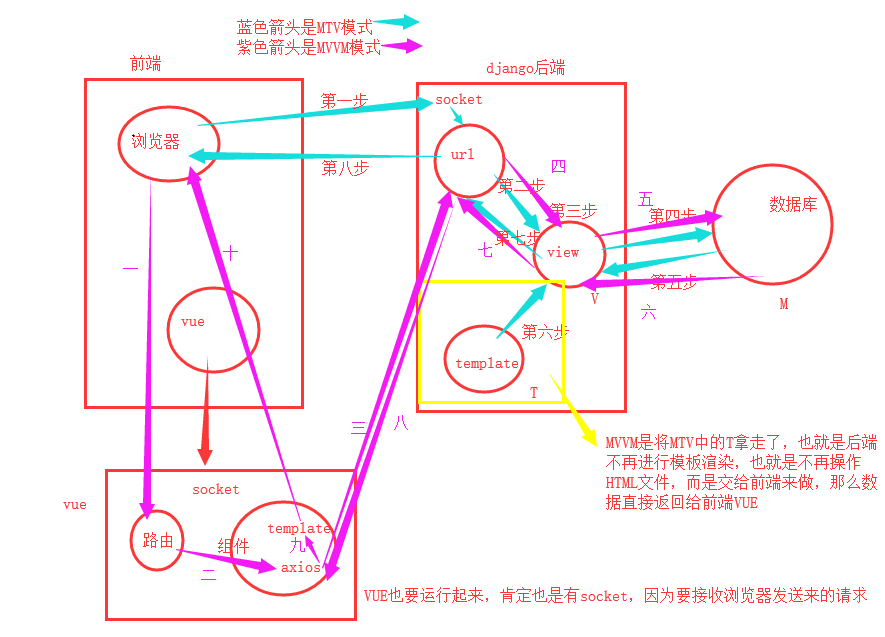 蓝色箭头是MTV模式
紫色箭头是MVVM模式
前端
django后端
第一步
socket
浏览器
url
第八步
四
第二步
五
数据库
第三步
第四步
第七步
七
view
十
一
第五步
V
六
M
vue
第六步
template
T
三
八
MVVM是将MTV中的T拿走了，也就是后端
不再进行模板渲染，也就是不再操作
HTML文件，而是交给前端来做，那么数
据直接返回给前端VUE
vue
socket
template
路由
组件
九
axios
二
VUE也要运行起来，肯定也是有socket，因为要接收浏览器发送来的请求